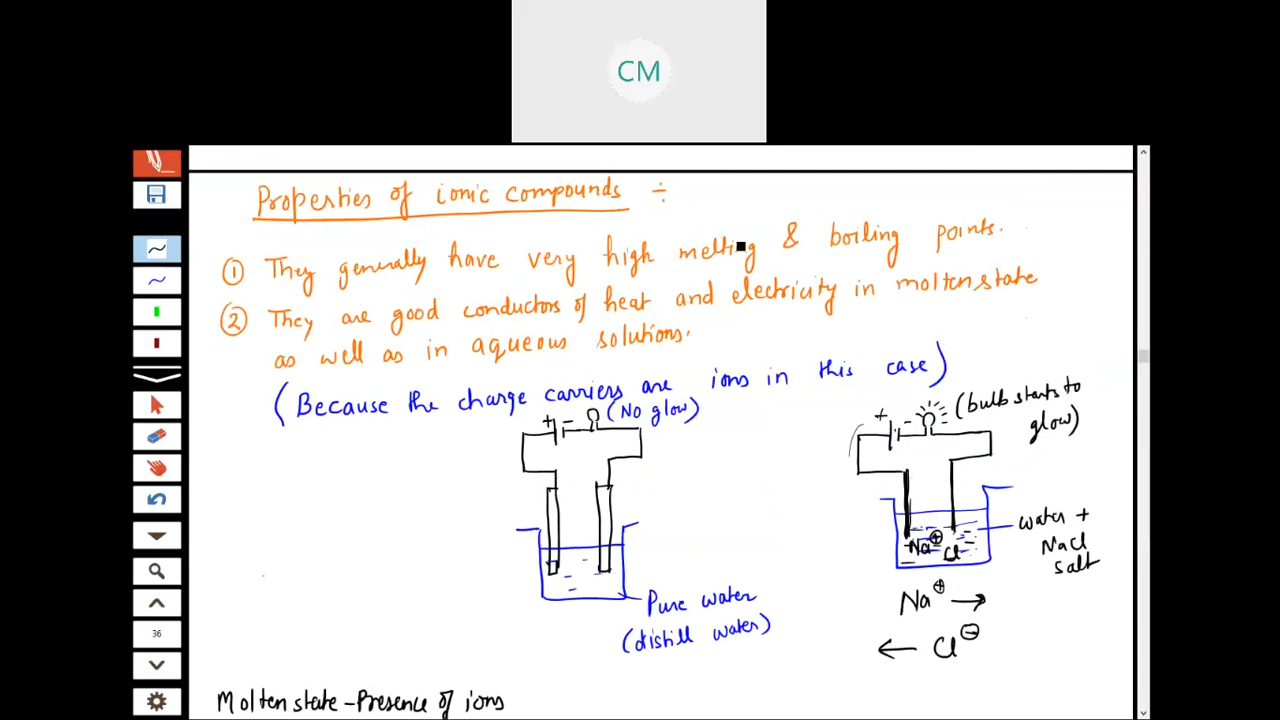 CM
Properties of ionic compounds ÷
① They generally have very high melting & boiling points.
② They are good conductors of heat and electricity in molten state
as well as in aqueous solutions.
(Because the charge carriers are ions in this case)
+ - (No glow)
+ - (bulb starts to
glow)
water +
NaCl
salt
Na⊕ Cl
Pure water
(distill water)
Na⊕ →
← Cl⊖
36
Molten state - Presence of ions